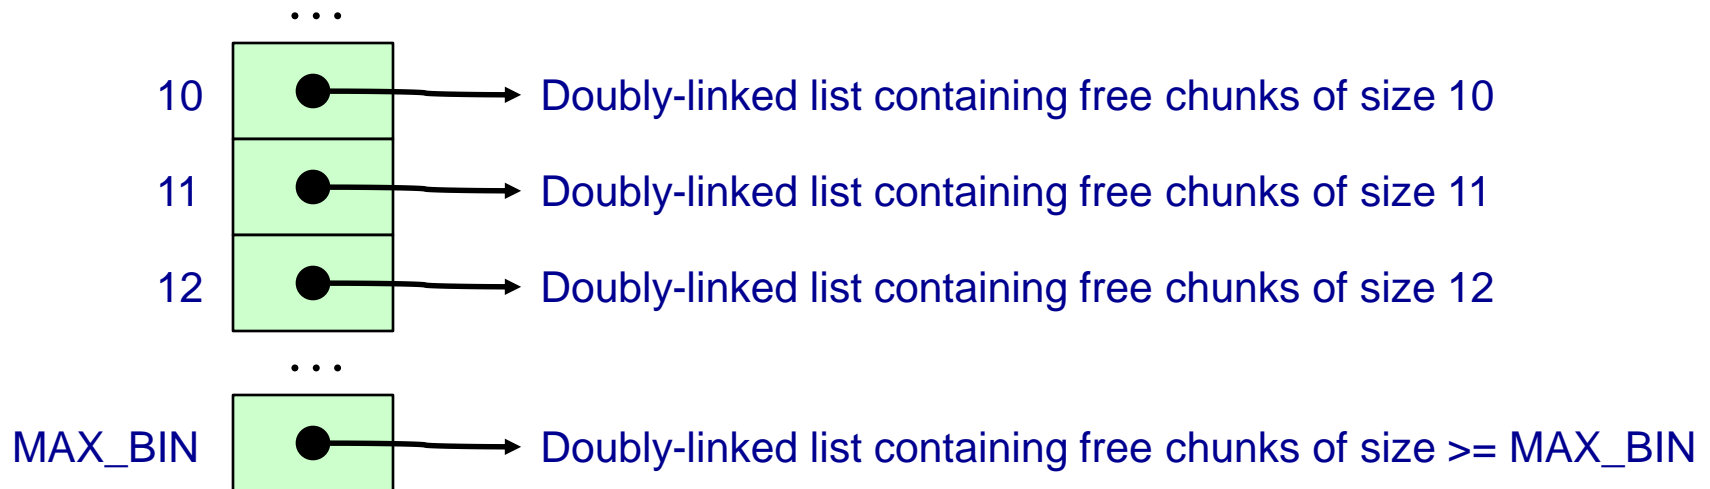 ...
10 Doubly-linked list containing free chunks of size 10
11 Doubly-linked list containing free chunks of size 11
12 Doubly-linked list containing free chunks of size 12
...
MAX_BIN Doubly-linked list containing free chunks of size >= MAX_BIN